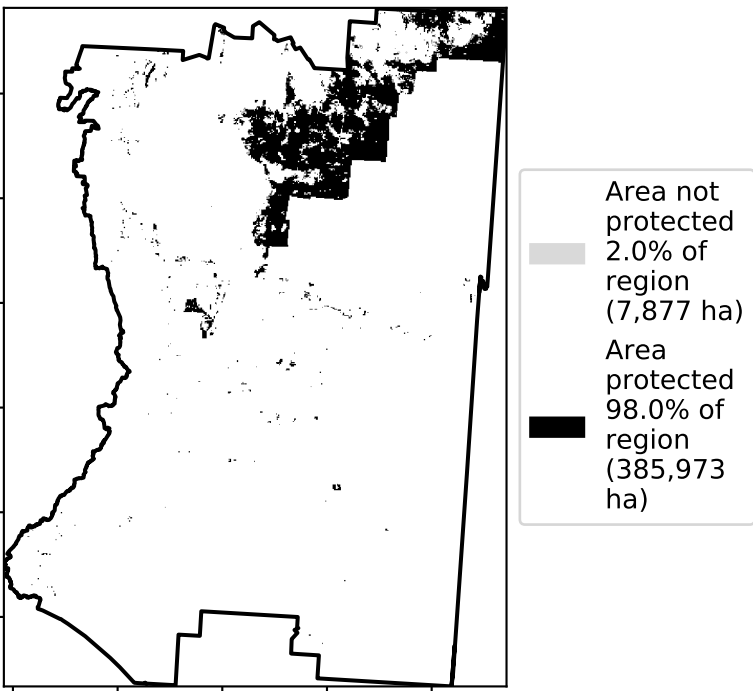 Area not
protected
2.0% of
region
(7,877 ha)
Area
protected
98.0% of
region
(385,973
ha)